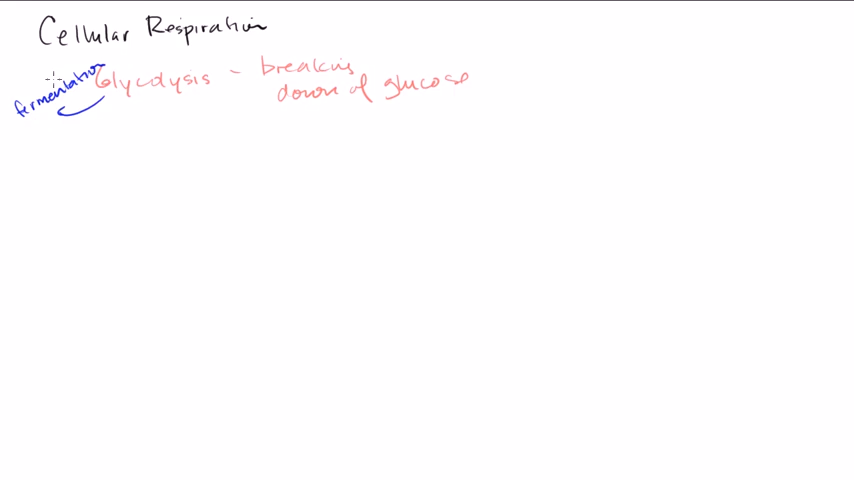 Cellular Respiration
fermentation
Glycolysis - breaking
down of glucose